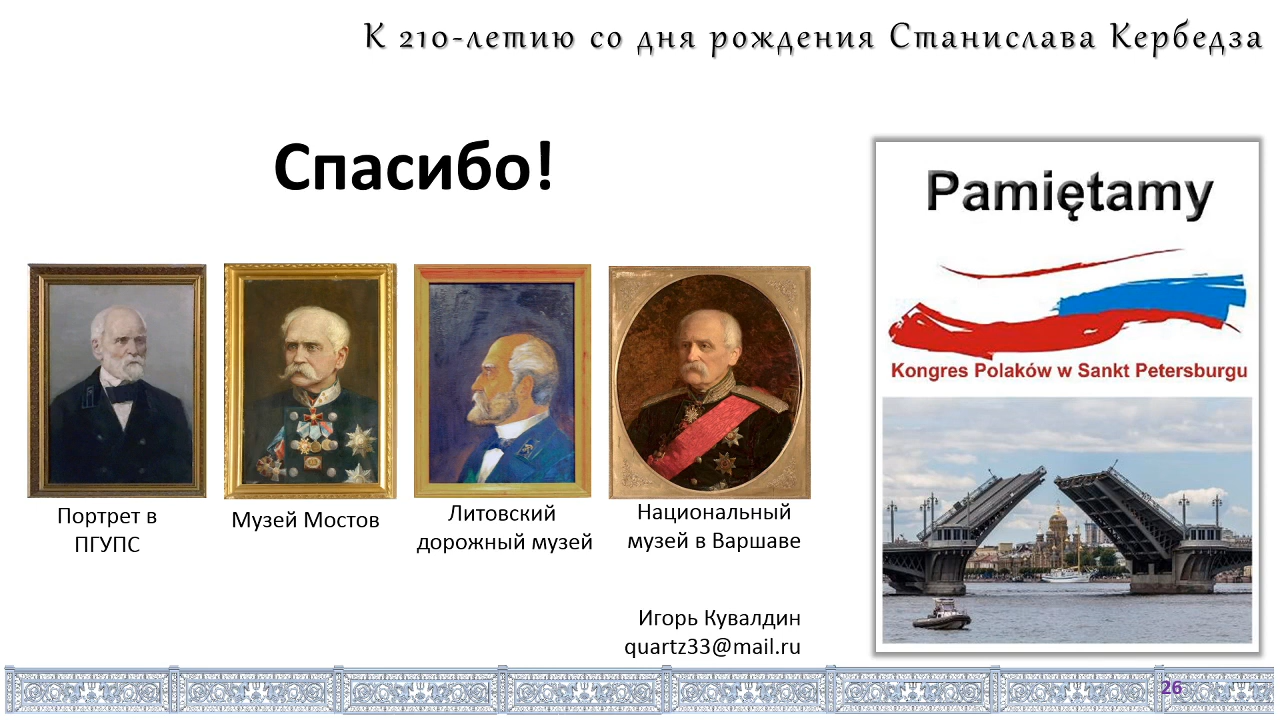 К 210-летию со дня рождения Станислава Кербедза
Спасибо!
Портрет в
ПГУПС
Музей Мостов
Литовский
дорожный музей
Национальный
музей в Варшаве
Игорь Кувалдин
quartz33@mail.ru
Pamiętamy
Kongres Polaków w Sankt Petersburgu
26